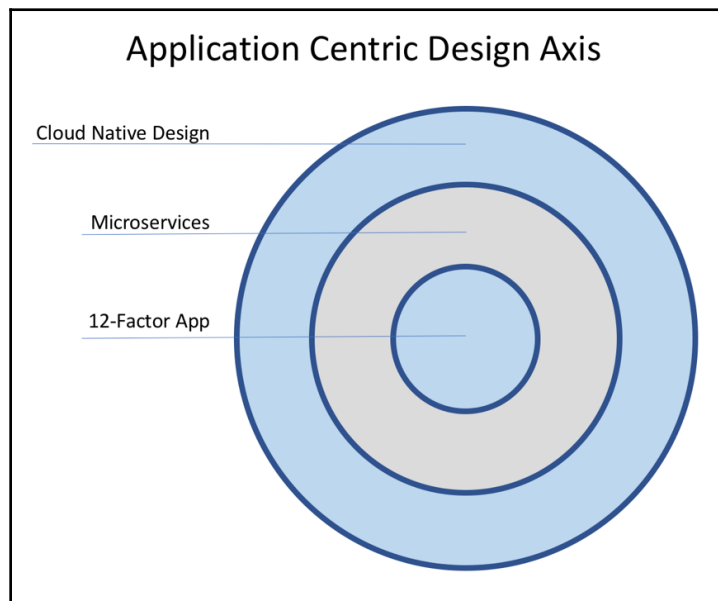 Application Centric Design Axis
Cloud Native Design
Microservices
12-Factor App